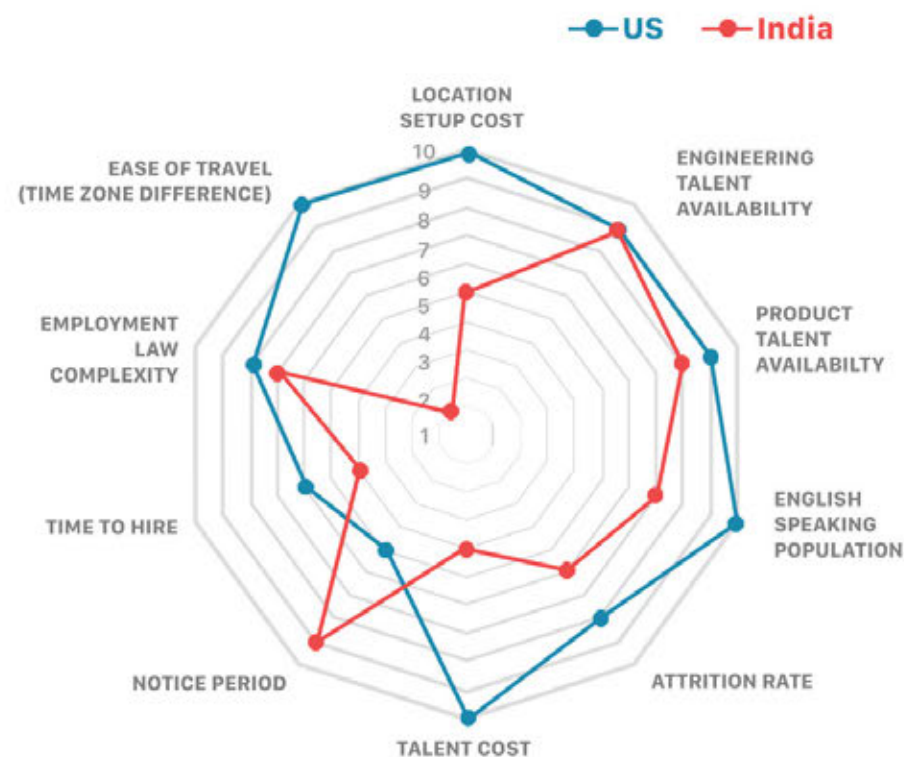 US India
LOCATION
SETUP COST
ENGINEERING
TALENT
AVAILABILITY
PRODUCT
TALENT
AVAILABILTY
ENGLISH
SPEAKING
POPULATION
ATTRITION RATE
TALENT COST
NOTICE PERIOD
TIME TO HIRE
EMPLOYMENT
LAW
COMPLEXITY
EASE OF TRAVEL
(TIME ZONE DIFFERENCE)
10
9
8
7
6
5
4
3
2
1